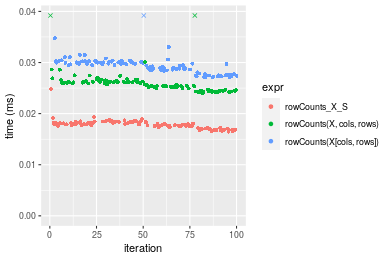 0.04
0.03
0.02
0.01
0.00
time (ms)
0
25
50
75
100
iteration
expr
rowCounts_X_S
rowCounts(X, cols, rows)
rowCounts(X[cols, rows])